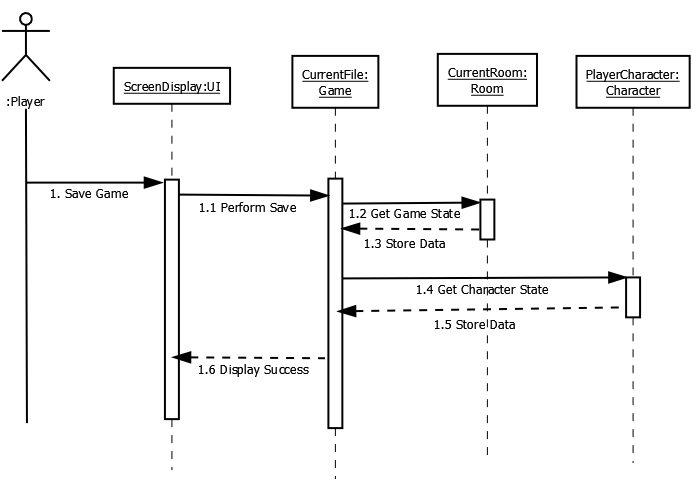 :Player
ScreenDisplay:UI
CurrentFile:
Game
CurrentRoom:
Room
PlayerCharacter:
Character
1. Save Game
1.1 Perform Save
1.2 Get Game State
1.3 Store Data
1.4 Get Character State
1.5 Store Data
1.6 Display Success